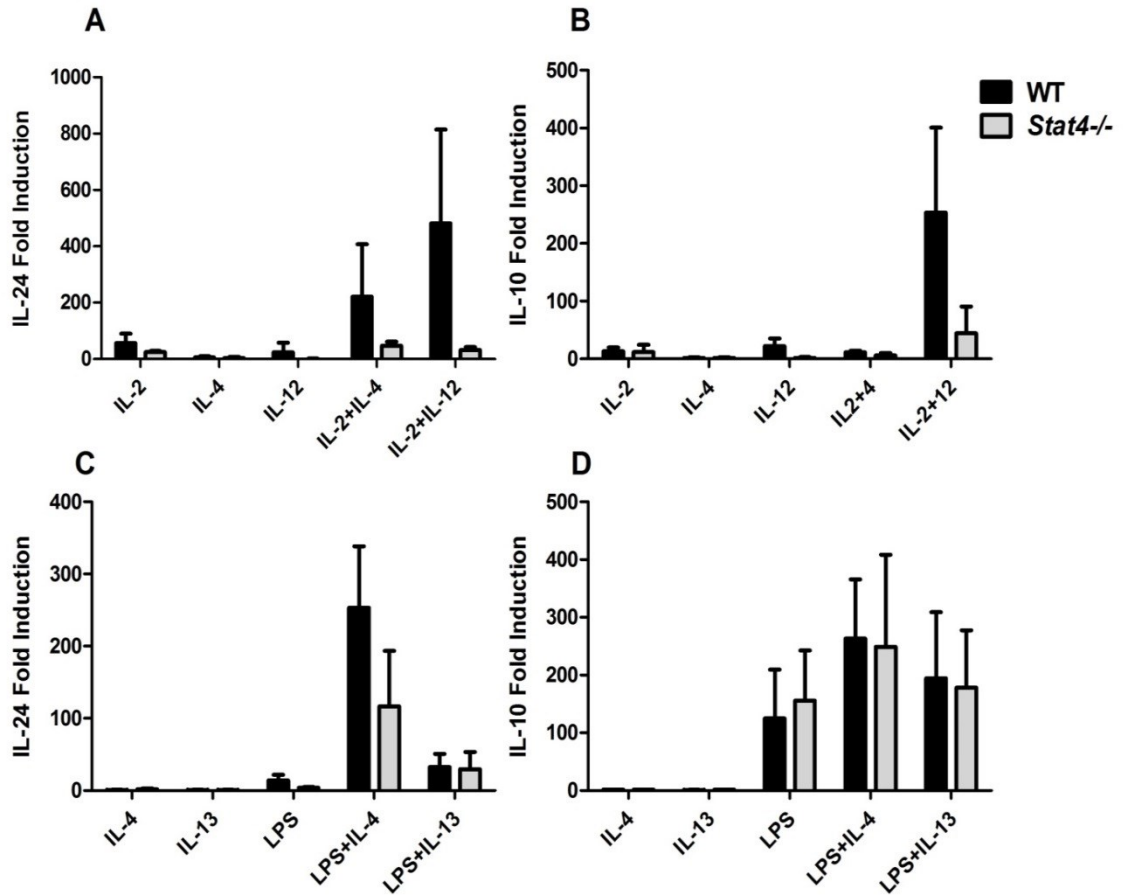 A
IL-24 Fold Induction
1000
800
600
400
200
0
IL-2
IL-4
IL-12
IL-2+IL-4
IL-2+IL-12
B
IL-10 Fold Induction
500
400
300
200
100
0
IL-2
IL-4
IL-12
IL2+4
IL-2+12
WT
Stat4-/-
C
IL-24 Fold Induction
400
300
200
100
0
IL-4
IL-13
LPS
LPS+IL-4
LPS+IL-13
D
IL-10 Fold Induction
500
400
300
200
100
0
IL-4
IL-13
LPS
LPS+IL-4
LPS+IL-13